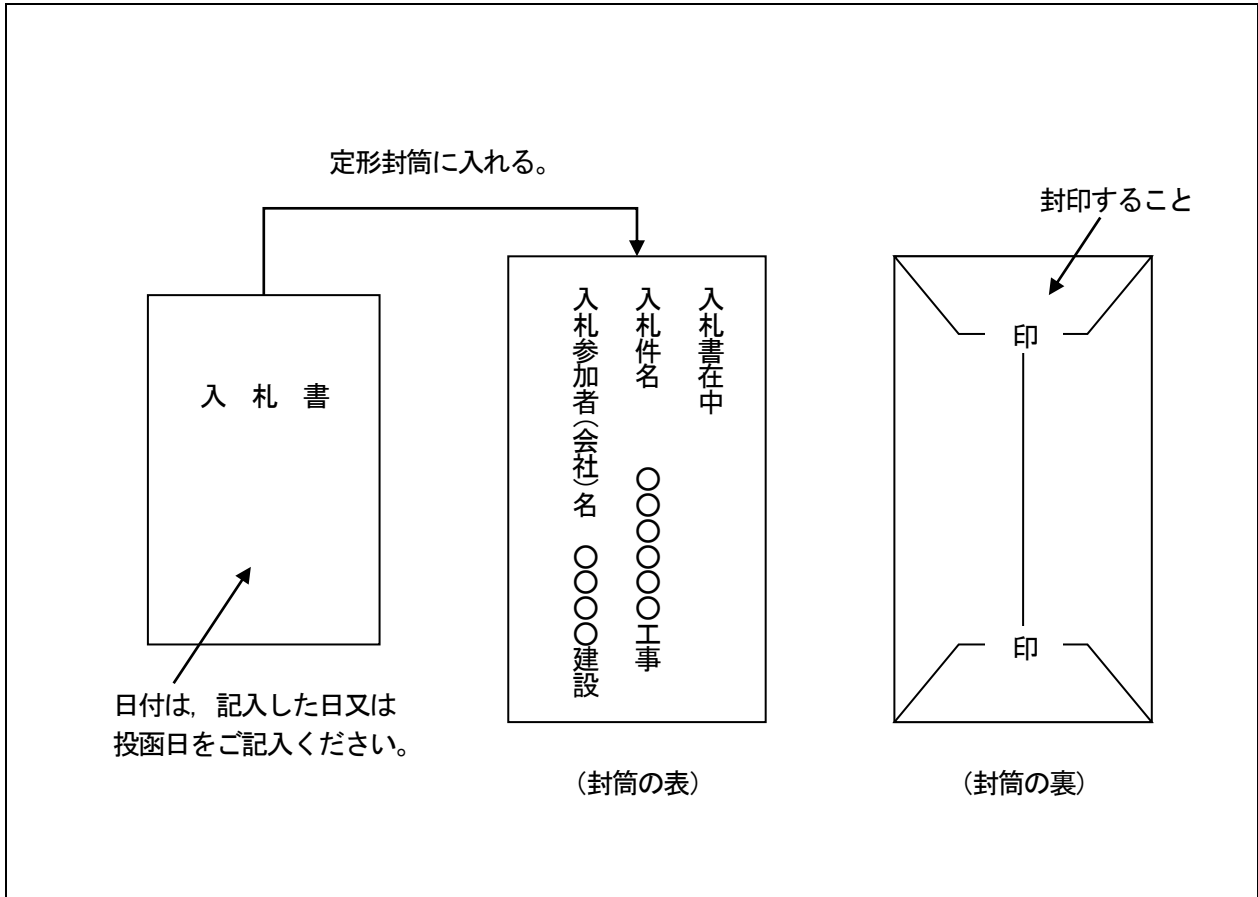 定形封筒に入れる。
封印すること
入　札　書
入札書在中
入札件名　　〇〇〇〇〇〇工事
入札参加者（会社）名　〇〇〇〇建設
印
印
日付は，記入した日又は
投函日をご記入ください。
（封筒の表）
（封筒の裏）